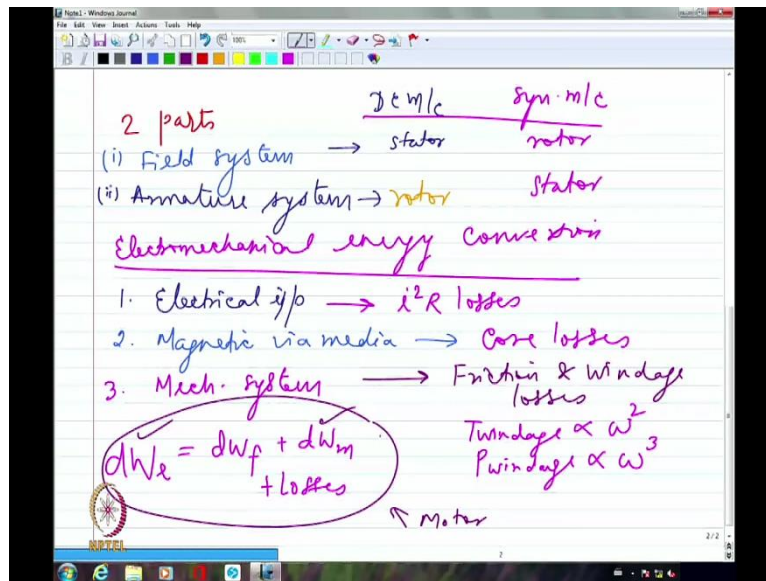 Note1 - Windows Journal
File Edit View Insert Actions Tools Help
100%
B I
DC m/c syn. m/c
2 parts
(i) Field system → stator rotor
(ii) Armature system → rotor stator
Electromechanical energy conversion
1. Electrical i/p → i²R losses
2. Magnetic via media → Core losses
3. Mech. system → Friction & Windage
losses
Twindage ∝ ω²
dWe = dWf + dWm
+ losses
Pwindage ∝ ω³
Motor
NPTEL
2/2
2